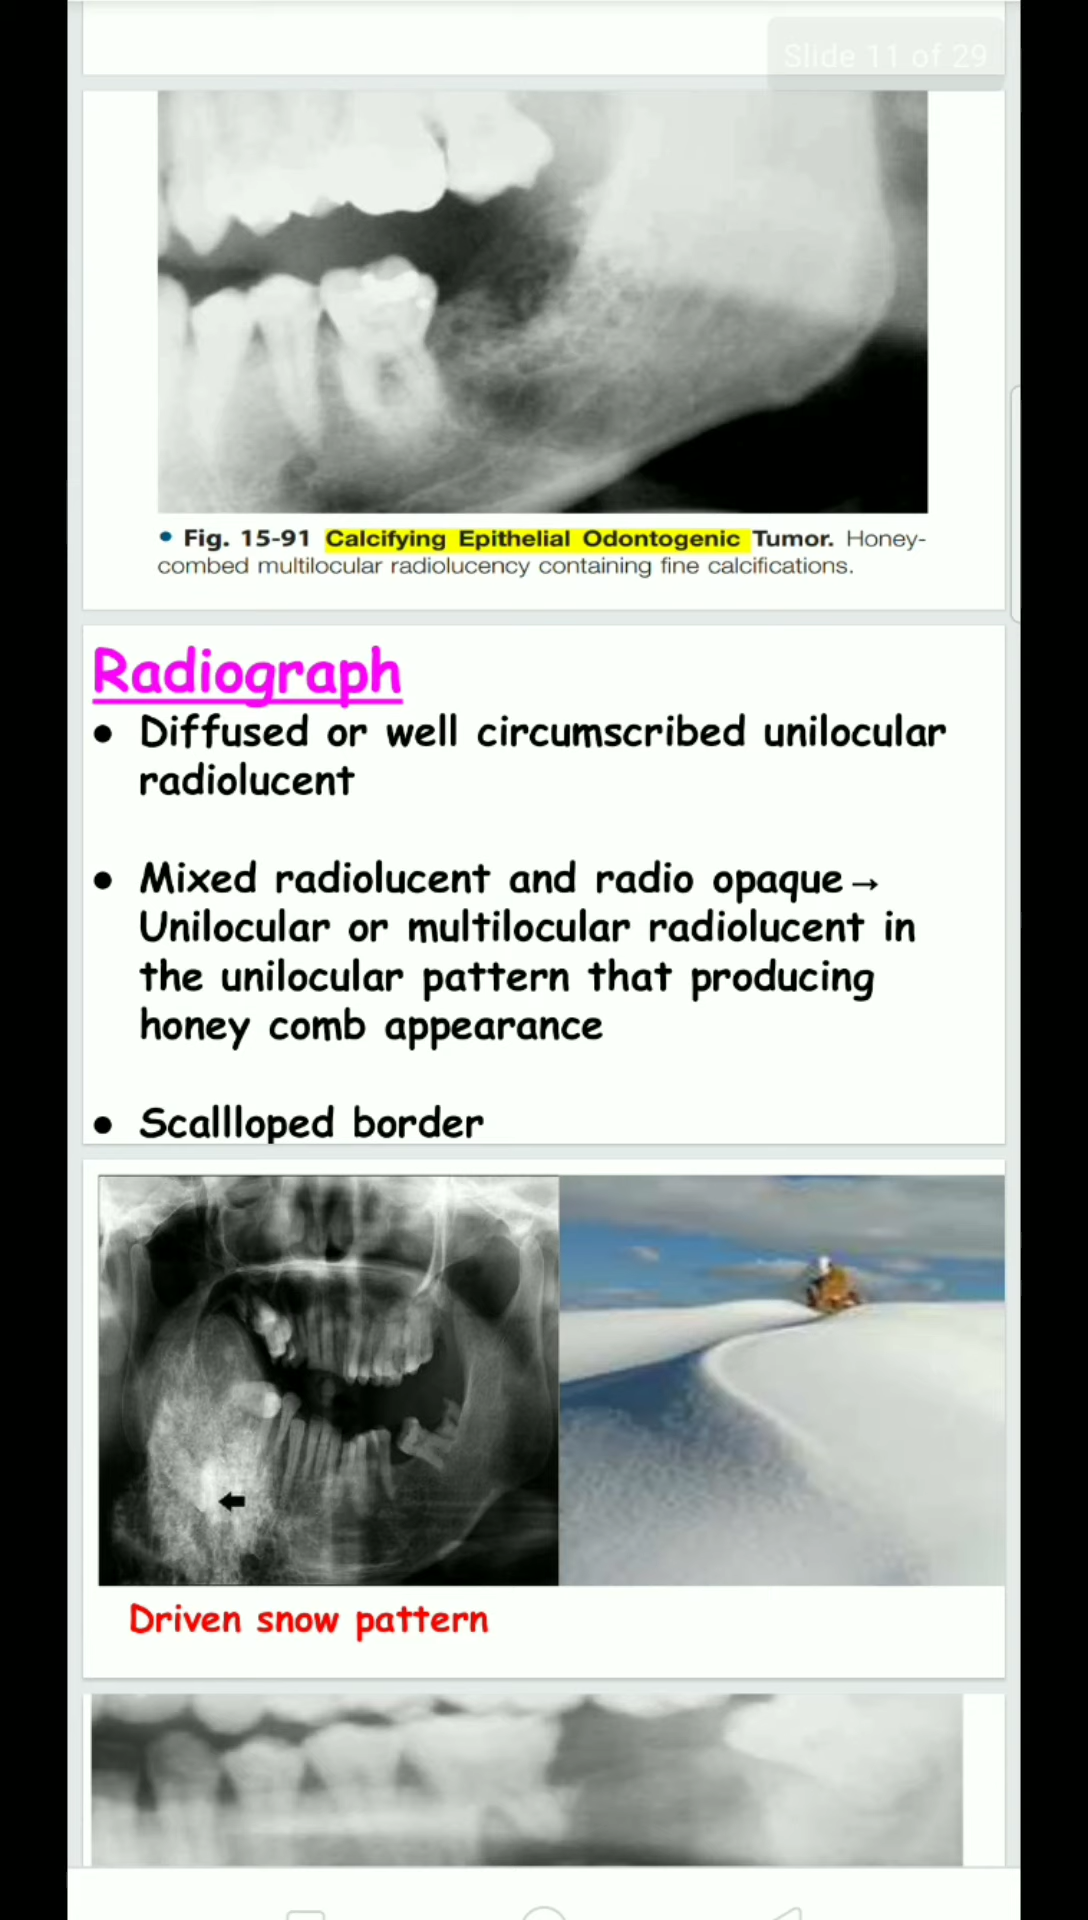 Slide 11 of 29
• Fig. 15-91 Calcifying Epithelial Odontogenic Tumor. Honey-
combed multilocular radiolucency containing fine calcifications.
Radiograph
● Diffused or well circumscribed unilocular
radiolucent
● Mixed radiolucent and radio opaque→
Unilocular or multilocular radiolucent in
the unilocular pattern that producing
honey comb appearance
● Scallloped border
Driven snow pattern